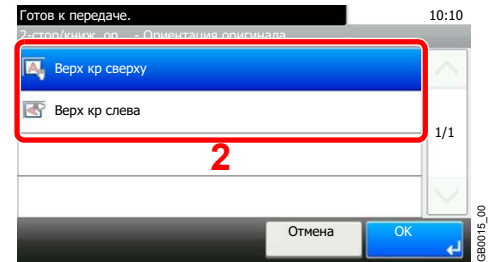 Готов к передаче. 10:10
2-стор/книж. ор... - Ориентация оригинала
Верх кр сверху
Верх кр слева
1/1
2
Отмена OK
GB0015_00